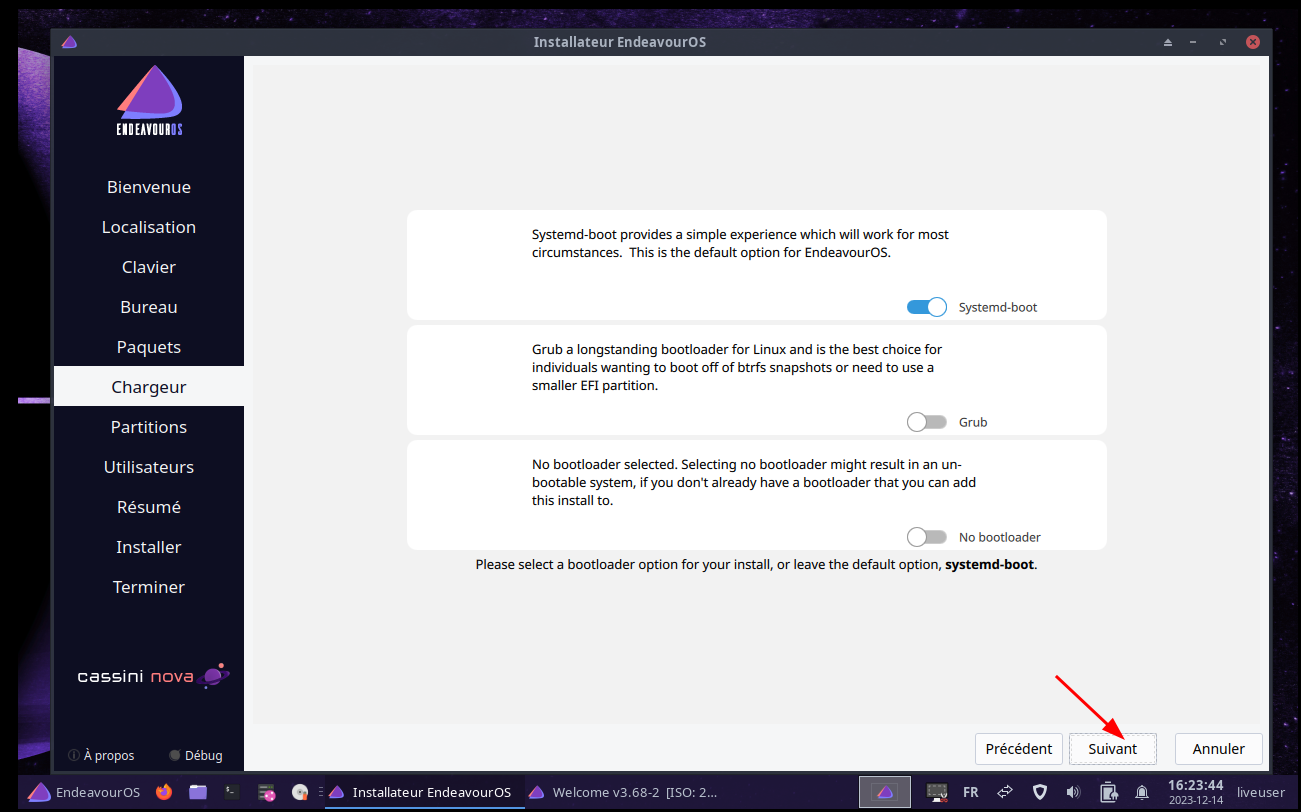 Installateur EndeavourOS
ENDEAVOUROS
Bienvenue
Localisation
Clavier
Bureau
Paquets
Chargeur
Partitions
Utilisateurs
Résumé
Installer
Terminer
cassini nova
À propos
Débug
Systemd-boot provides a simple experience which will work for most
circumstances.  This is the default option for EndeavourOS.
Systemd-boot
Grub a longstanding bootloader for Linux and is the best choice for
individuals wanting to boot off of btrfs snapshots or need to use a
smaller EFI partition.
Grub
No bootloader selected. Selecting no bootloader might result in an un-
bootable system, if you don't already have a bootloader that you can add
this install to.
No bootloader
Please select a bootloader option for your install, or leave the default option, systemd-boot.
Précédent
Suivant
Annuler
EndeavourOS
Installateur EndeavourOS
Welcome v3.68-2 [ISO: 2...
FR
16:23:44
2023-12-14
liveuser